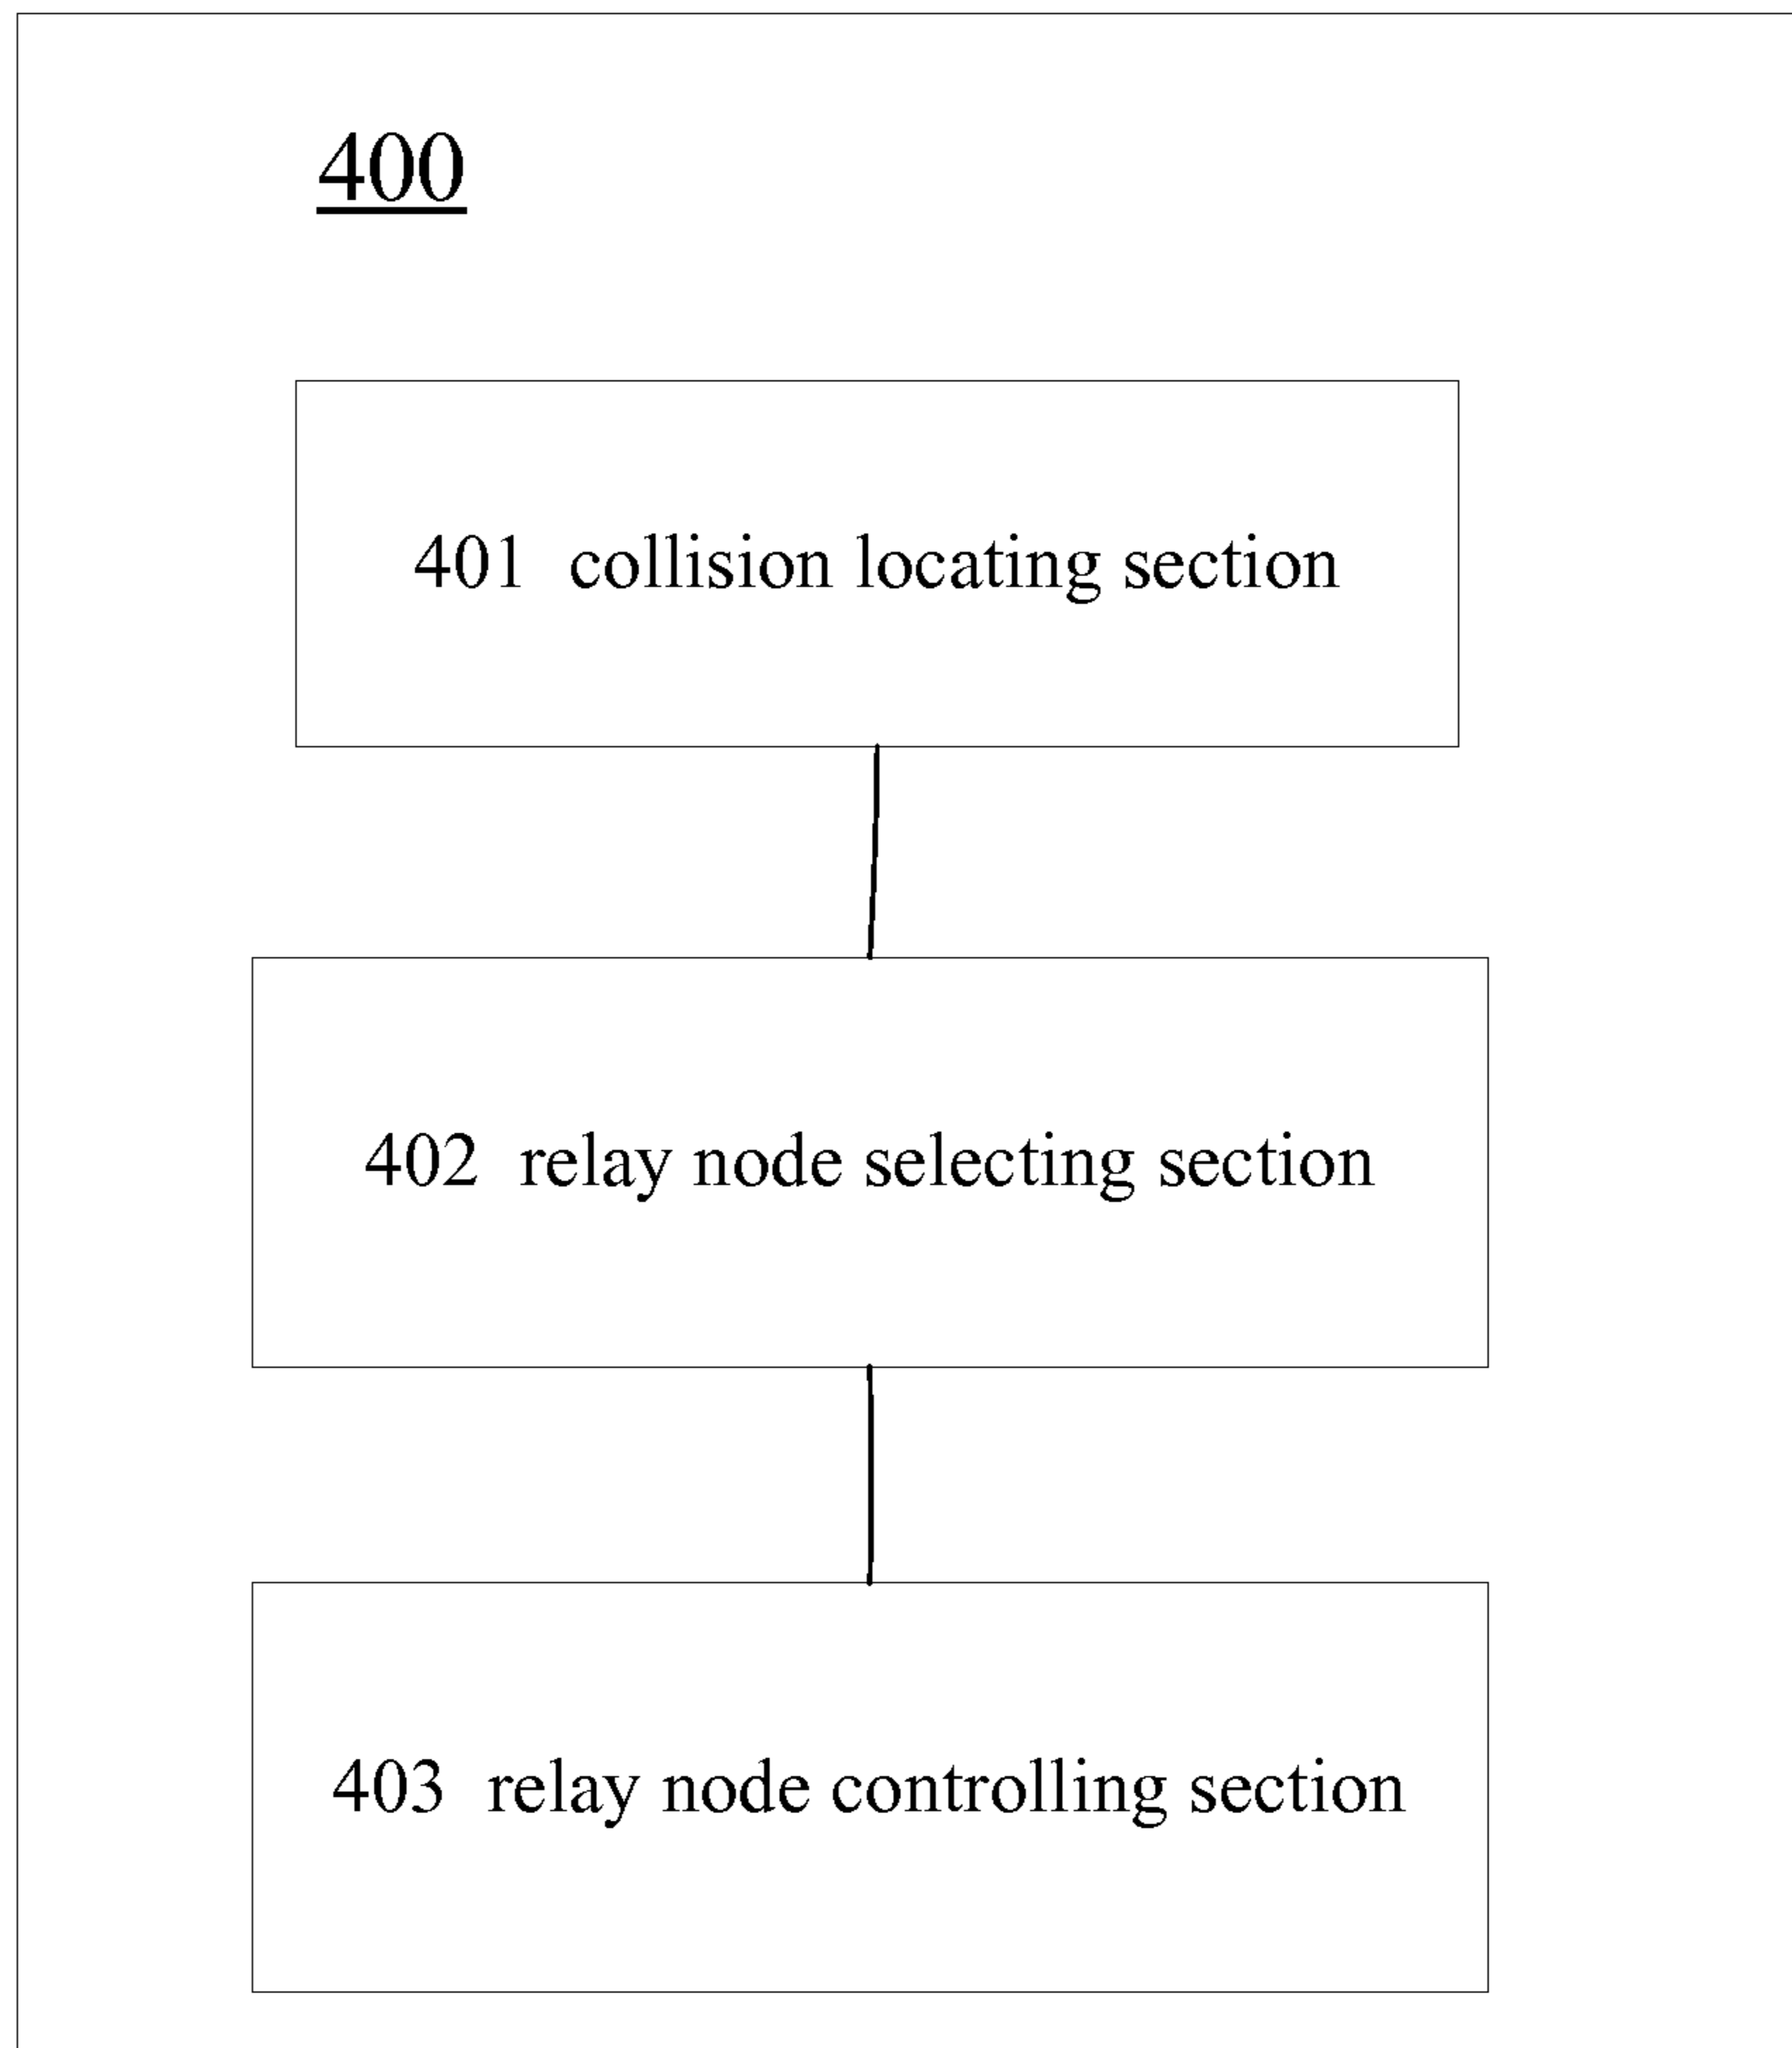 400
401 collision locating section
402 relay node selecting section
403 relay node controlling section